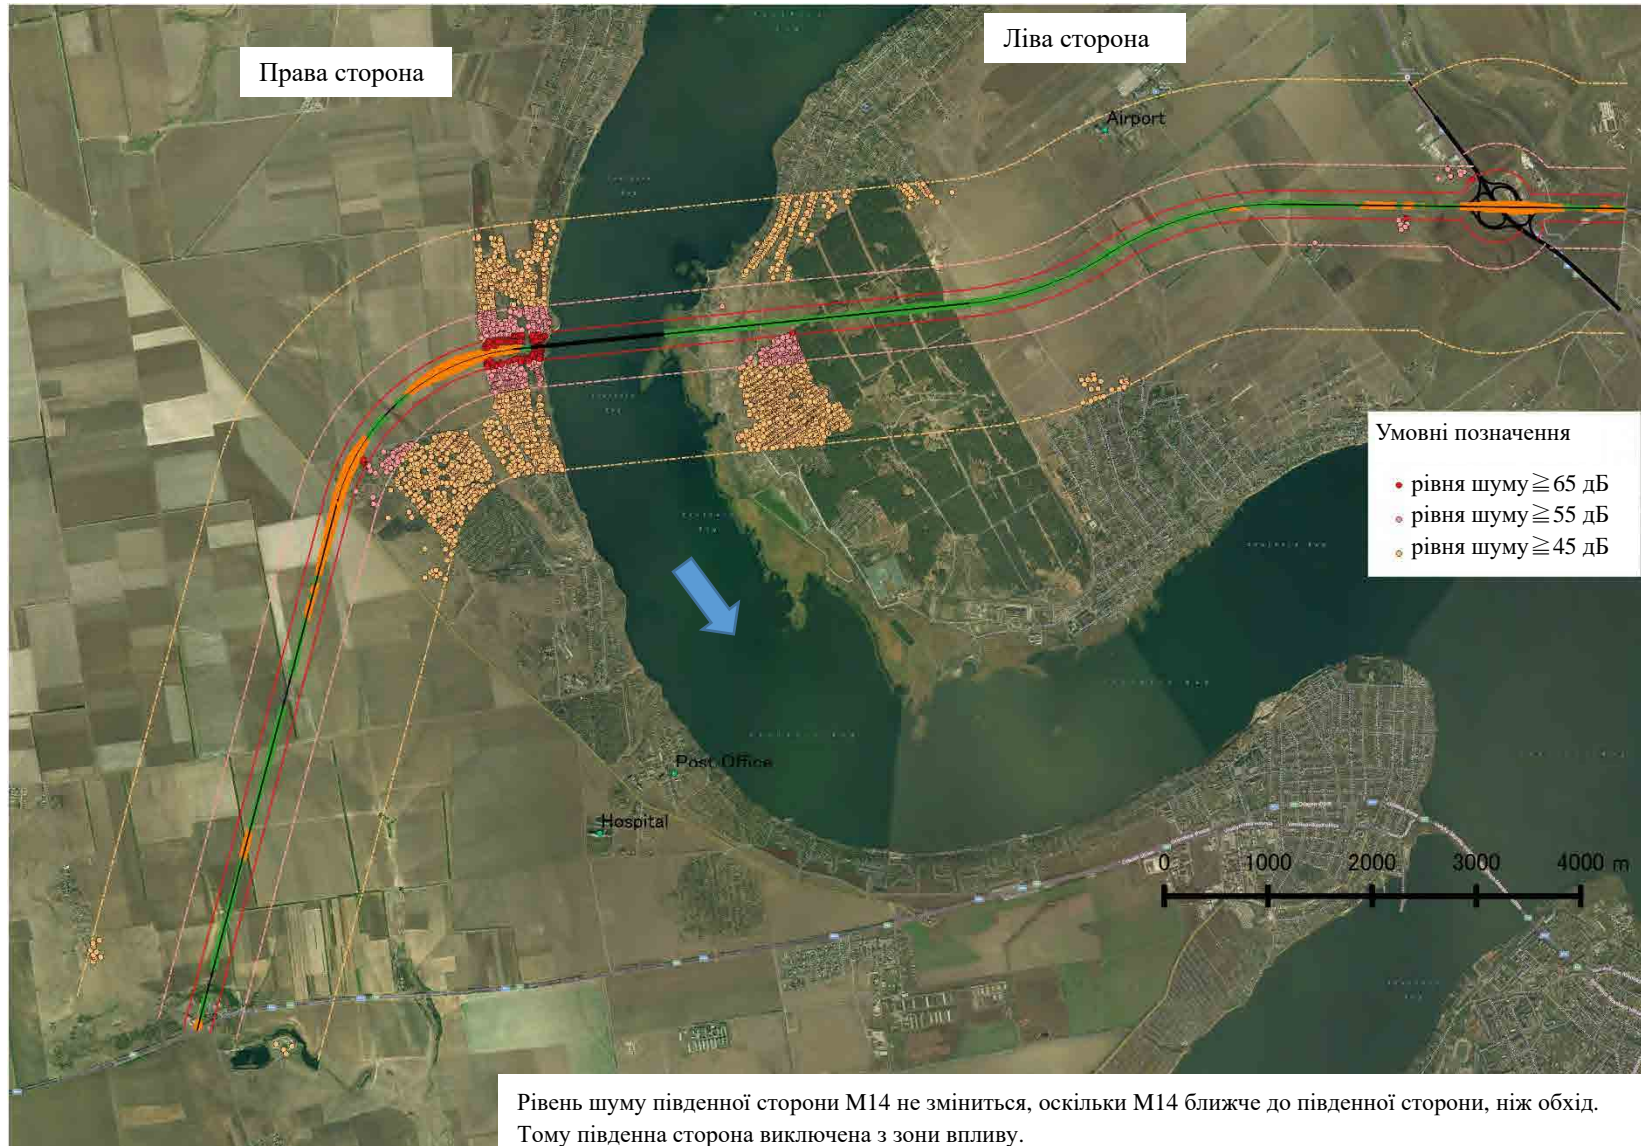 Права сторона
Ліва сторона
Airport
Умовні позначення
рівня шуму≧65 дБ
рівня шуму≧55 дБ
рівня шуму≧45 дБ
Post Office
Hospital
0 1000 2000 3000 4000 m
Рівень шуму південної сторони М14 не зміниться, оскільки М14 ближче до південної сторони, ніж обхід.
Тому південна сторона виключена з зони впливу.